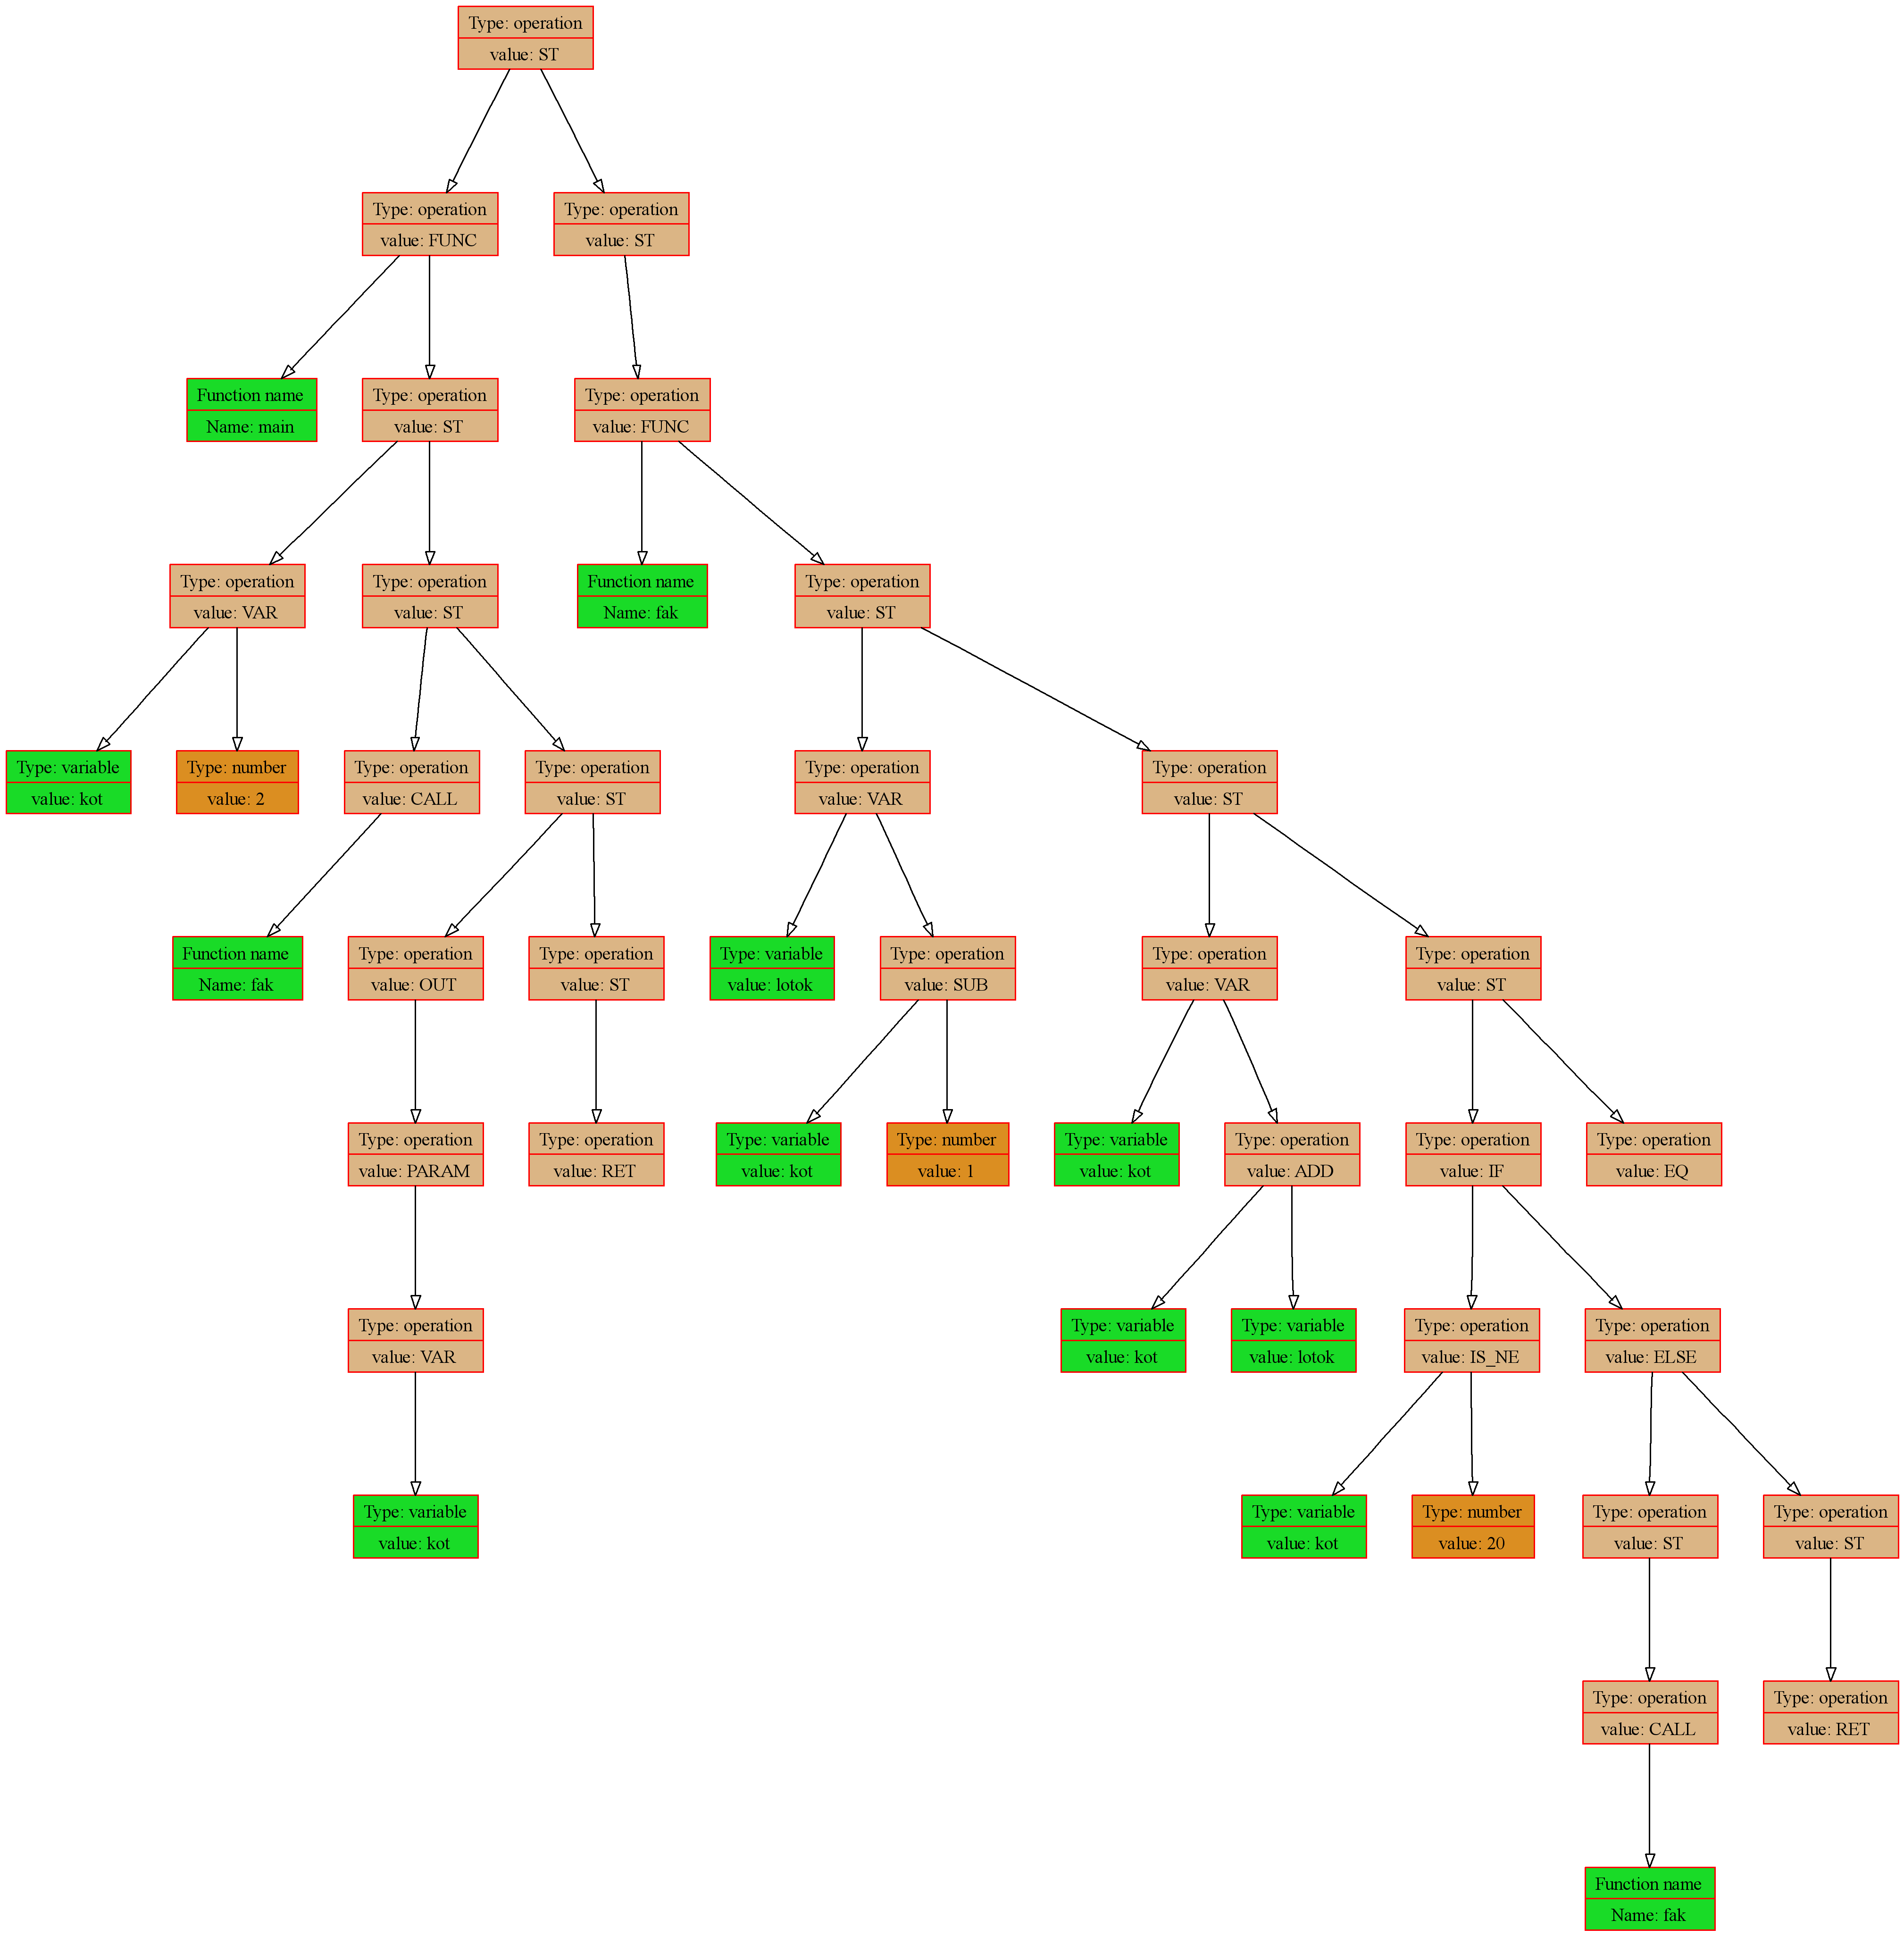 Type: operation
value: ST
Type: operation
value: FUNC
Type: operation
value: ST
Function name
Name: main
Type: operation
value: ST
Type: operation
value: FUNC
Type: operation
value: VAR
Type: operation
value: ST
Function name
Name: fak
Type: operation
value: ST
Type: variable
value: kot
Type: number
value: 2
Type: operation
value: CALL
Type: operation
value: ST
Type: operation
value: VAR
Type: operation
value: ST
Function name
Name: fak
Type: operation
value: OUT
Type: operation
value: ST
Type: variable
value: lotok
Type: operation
value: SUB
Type: operation
value: VAR
Type: operation
value: ST
Type: operation
value: PARAM
Type: operation
value: RET
Type: variable
value: kot
Type: number
value: 1
Type: variable
value: kot
Type: operation
value: ADD
Type: operation
value: IF
Type: operation
value: EQ
Type: operation
value: VAR
Type: variable
value: kot
Type: variable
value: lotok
Type: operation
value: IS_NE
Type: operation
value: ELSE
Type: variable
value: kot
Type: variable
value: kot
Type: number
value: 20
Type: operation
value: ST
Type: operation
value: ST
Type: operation
value: CALL
Type: operation
value: RET
Function name
Name: fak